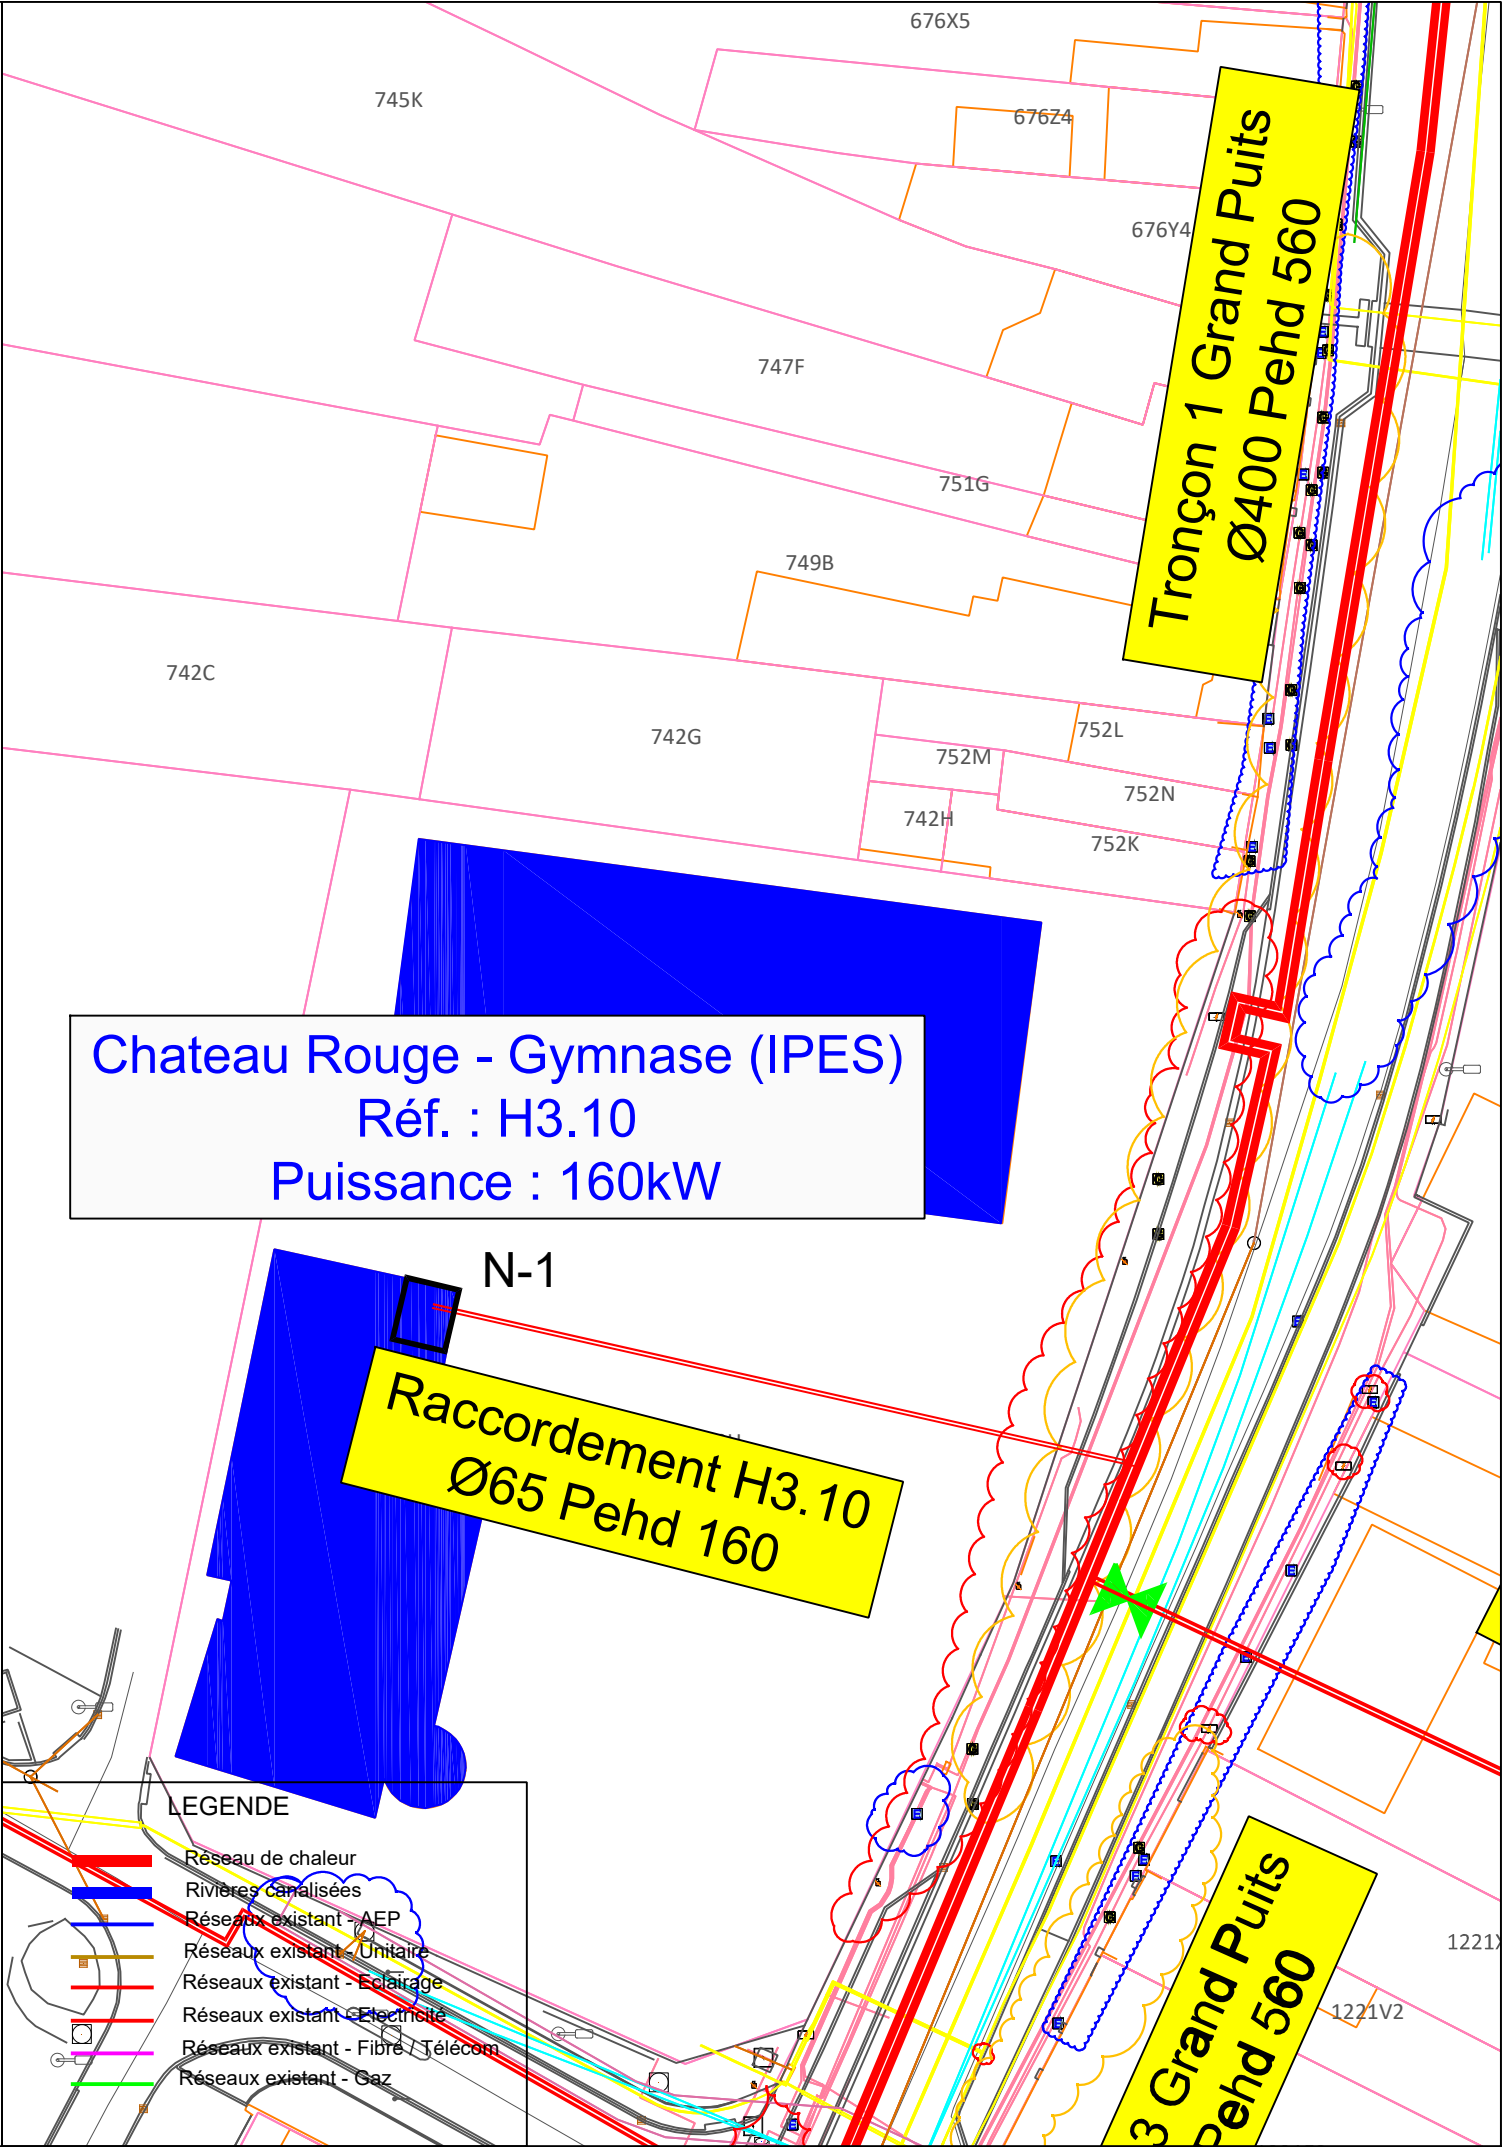 676X5
745K
676Z4
676Y4
Tronçon 1 Grand Puits
Ø400 Pehd 560
747F
751G
749B
742C
742G
752L
752M
752N
742H
752K
Chateau Rouge - Gymnase (IPES)
Réf. : H3.10
Puissance : 160kW
N-1
Raccordement H3.10
Ø65 Pehd 160
LEGENDE
Réseau de chaleur
Rivières canalisées
Réseaux existant - AEP
Réseaux existant - Unitaire
Réseaux existant - Eclairage
Réseaux existant - Electricité
Réseaux existant - Fibre / Télécom
Réseaux existant - Gaz
3 Grand Puits
Pehd 560
1221X
1221V2